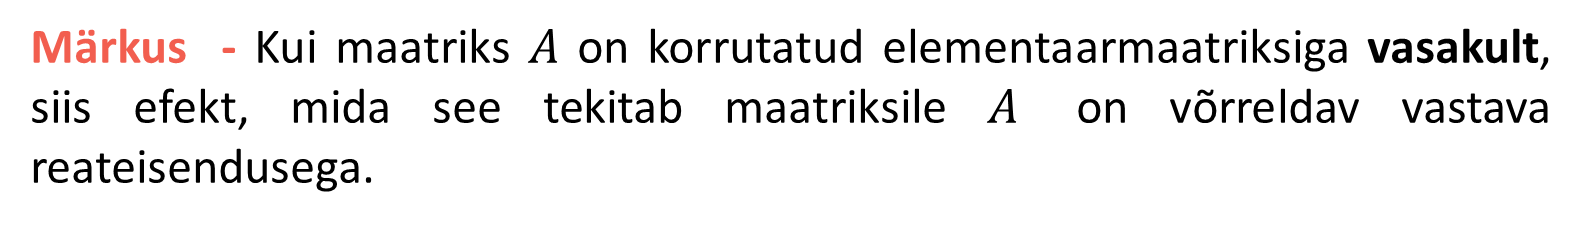 Märkus - Kui maatriks A on korrutatud elementaarmaatriksiga vasakult,
siis efekt, mida see tekitab maatriksile A on võrreldav vastava
reateisendusega.